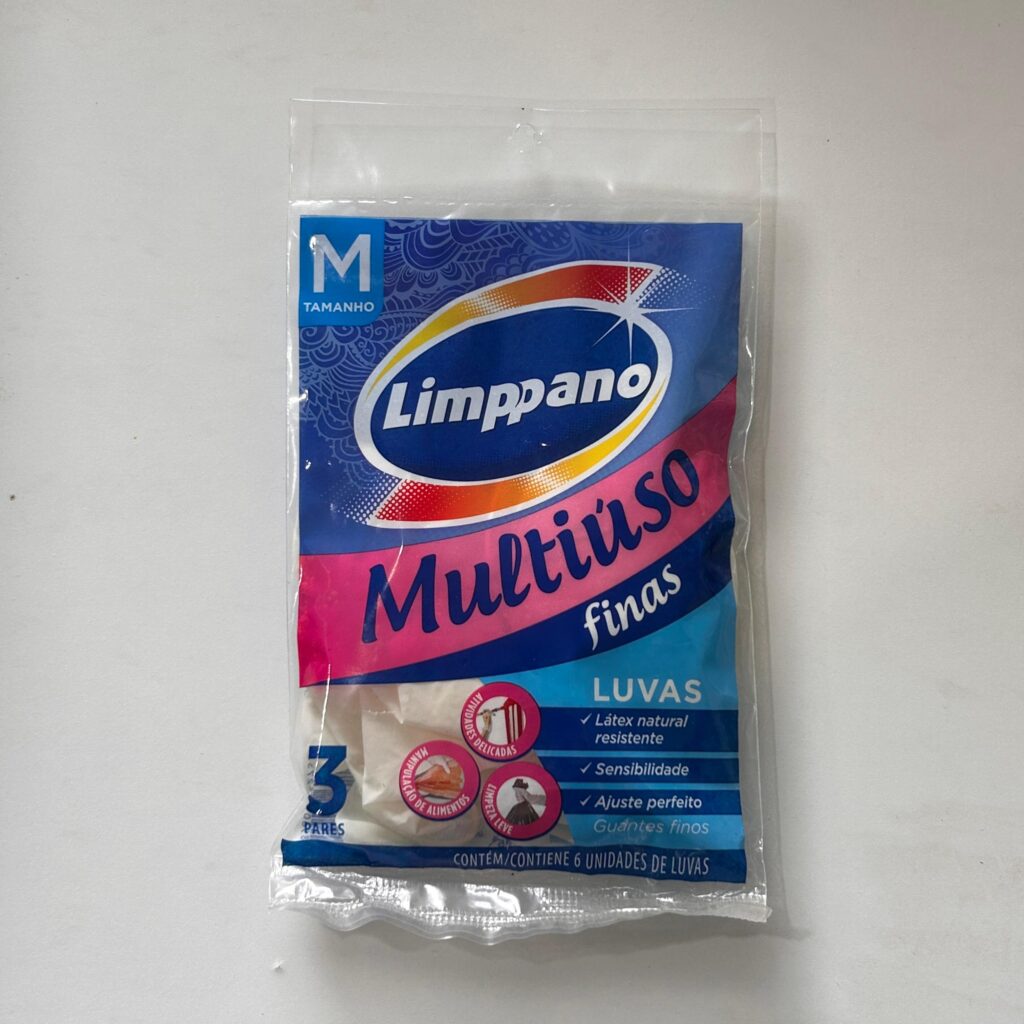 M
TAMANHO
Limppano
Multiúso
finas
LUVAS
✓ Látex natural
resistente
✓ Sensibilidade
✓ Ajuste perfeito
Guantes finos
ATIVIDADES DELICADAS
MANIPULAÇÃO DE ALIMENTOS
LIMPEZA LEVE
3
PARES
CONTÉM/CONTIENE 6 UNIDADES DE LUVAS